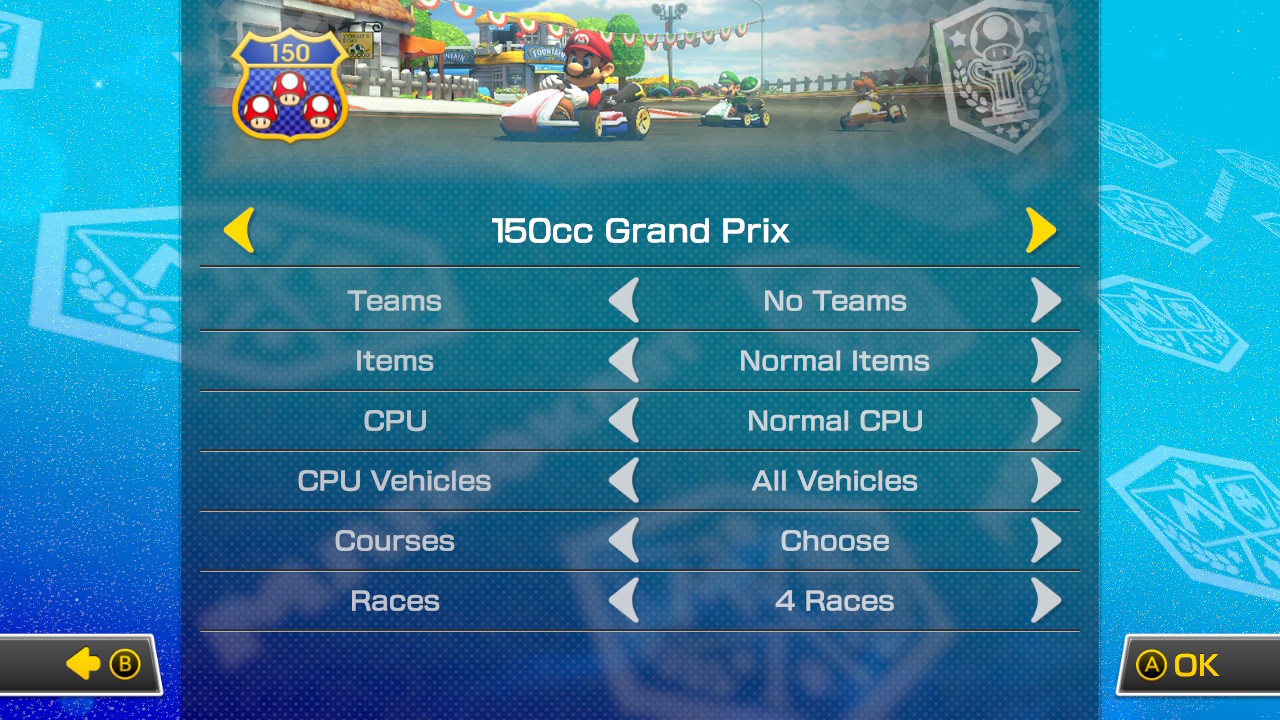 150
FOUNTAIN
150cc Grand Prix
Teams No Teams
Items Normal Items
CPU Normal CPU
CPU Vehicles All Vehicles
Courses Choose
Races 4 Races
B
A OK